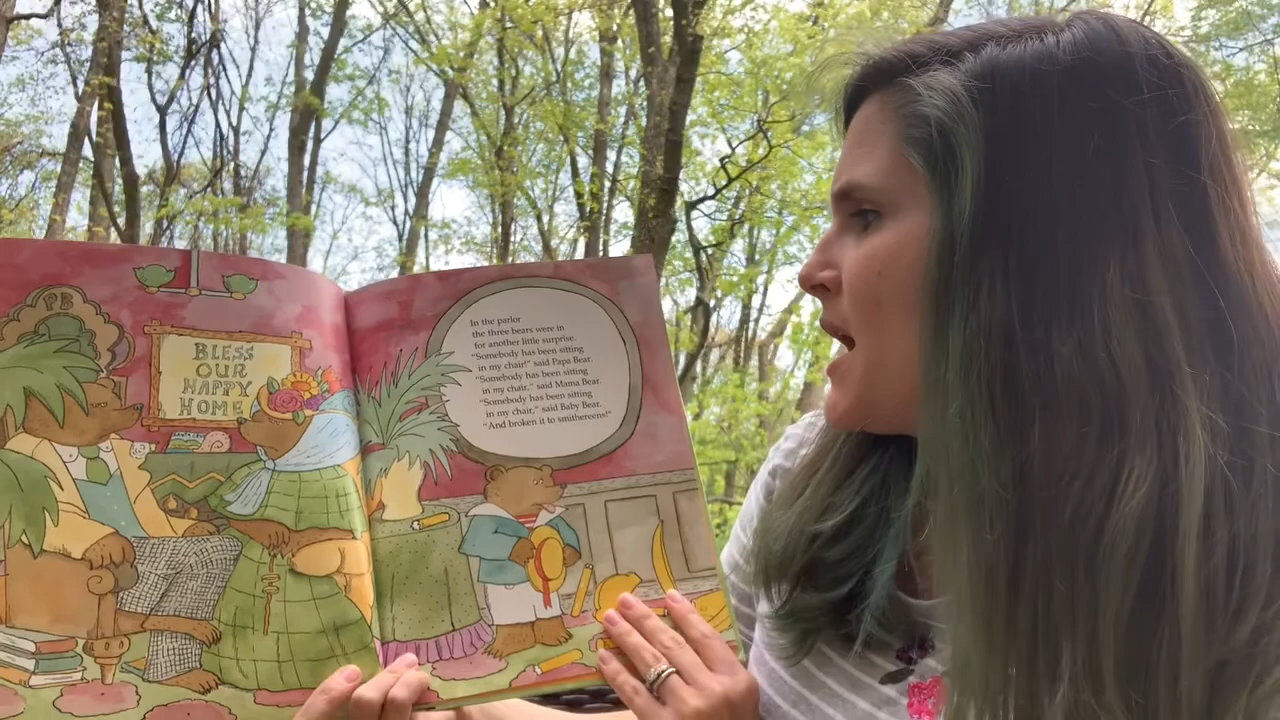 PB
BLESS
OUR
HAPPY
HOME
In the parlor
the three bears were in
for another little surprise.
"Somebody has been sitting
in my chair!" said Papa Bear.
"Somebody has been sitting
in my chair," said Mama Bear.
"Somebody has been sitting
in my chair," said Baby Bear.
"And broken it to smithereens!"